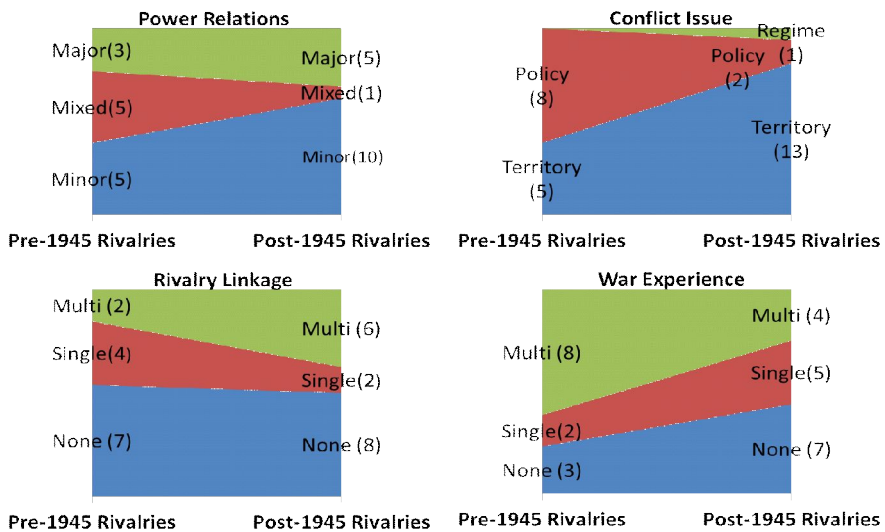 Power Relations
Major(3)
Major(5)
Mixed(5)
Mixed(1)
Minor(5)
Minor(10)
Pre-1945 Rivalries
Post-1945 Rivalries
Conflict Issue
Regime
(1)
Policy
(8)
Policy
(2)
Territory
(5)
Territory
(13)
Pre-1945 Rivalries
Post-1945 Rivalries
Rivalry Linkage
Multi (2)
Multi (6)
Single(4)
Single(2)
None (7)
None (8)
Pre-1945 Rivalries
Post-1945 Rivalries
War Experience
Multi (4)
Multi (8)
Single(5)
Single(2)
None (7)
None (3)
Pre-1945 Rivalries
Post-1945 Rivalries